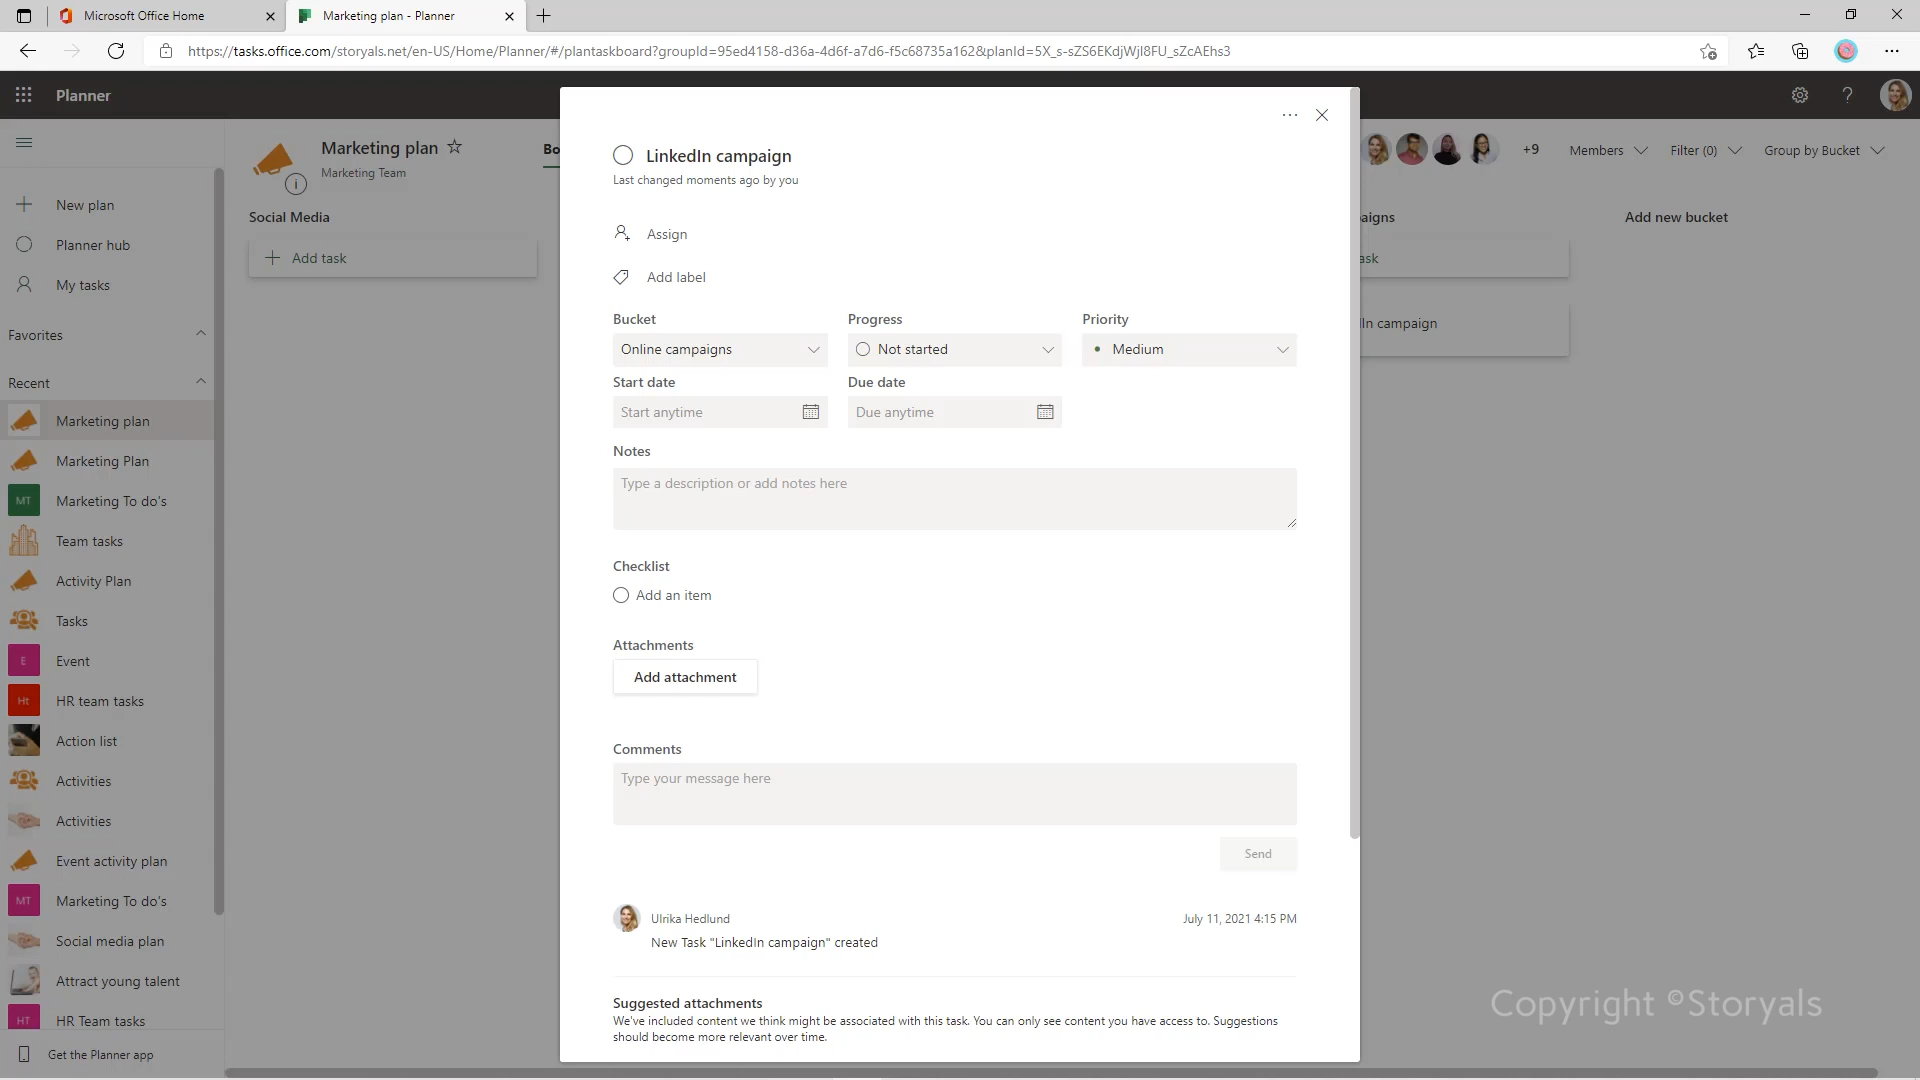 Microsoft Office Home
Marketing plan - Planner
https://tasks.office.com/storyals.net/en-US/Home/Planner/#/plantaskboard?groupId=95ed4158-d36a-4d6f-a7d6-f5c68735a162&planId=5X_s-sZS6EKdjWjI8FU_sZcAEhs3
Planner
Marketing plan
Marketing Team
Bo
+9
Members
Filter (0)
Group by Bucket
New plan
Planner hub
My tasks
Favorites
Recent
Marketing plan
Marketing Plan
MT
Marketing To do's
Team tasks
Activity Plan
Tasks
E
Event
Ht
HR team tasks
Action list
Activities
Activities
Event activity plan
MT
Marketing To do's
Social media plan
Attract young talent
HT
HR Team tasks
Get the Planner app
Social Media
Add task
LinkedIn campaign
Last changed moments ago by you
Assign
Add label
Bucket
Progress
Priority
Online campaigns
Not started
Medium
Start date
Due date
Start anytime
Due anytime
Notes
Type a description or add notes here
Checklist
Add an item
Attachments
Add attachment
Comments
Type your message here
Send
Ulrika Hedlund
July 11, 2021 4:15 PM
New Task "LinkedIn campaign" created
Suggested attachments
We've included content we think might be associated with this task. You can only see content you have access to. Suggestions
should become more relevant over time.
aigns
ask
In campaign
Add new bucket
Copyright ©Storyals